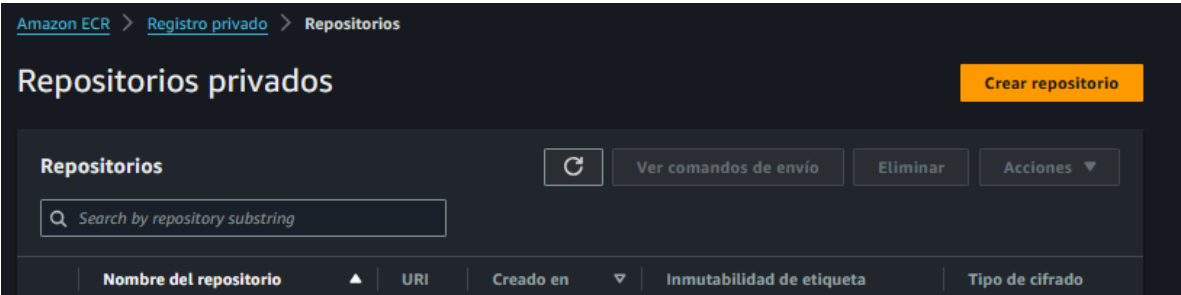 Amazon ECR > Registro privado > Repositorios
Repositorios privados
Crear repositorio
Repositorios
Ver comandos de envío
Eliminar
Acciones
Search by repository substring
Nombre del repositorio
URI
Creado en
Inmutabilidad de etiqueta
Tipo de cifrado